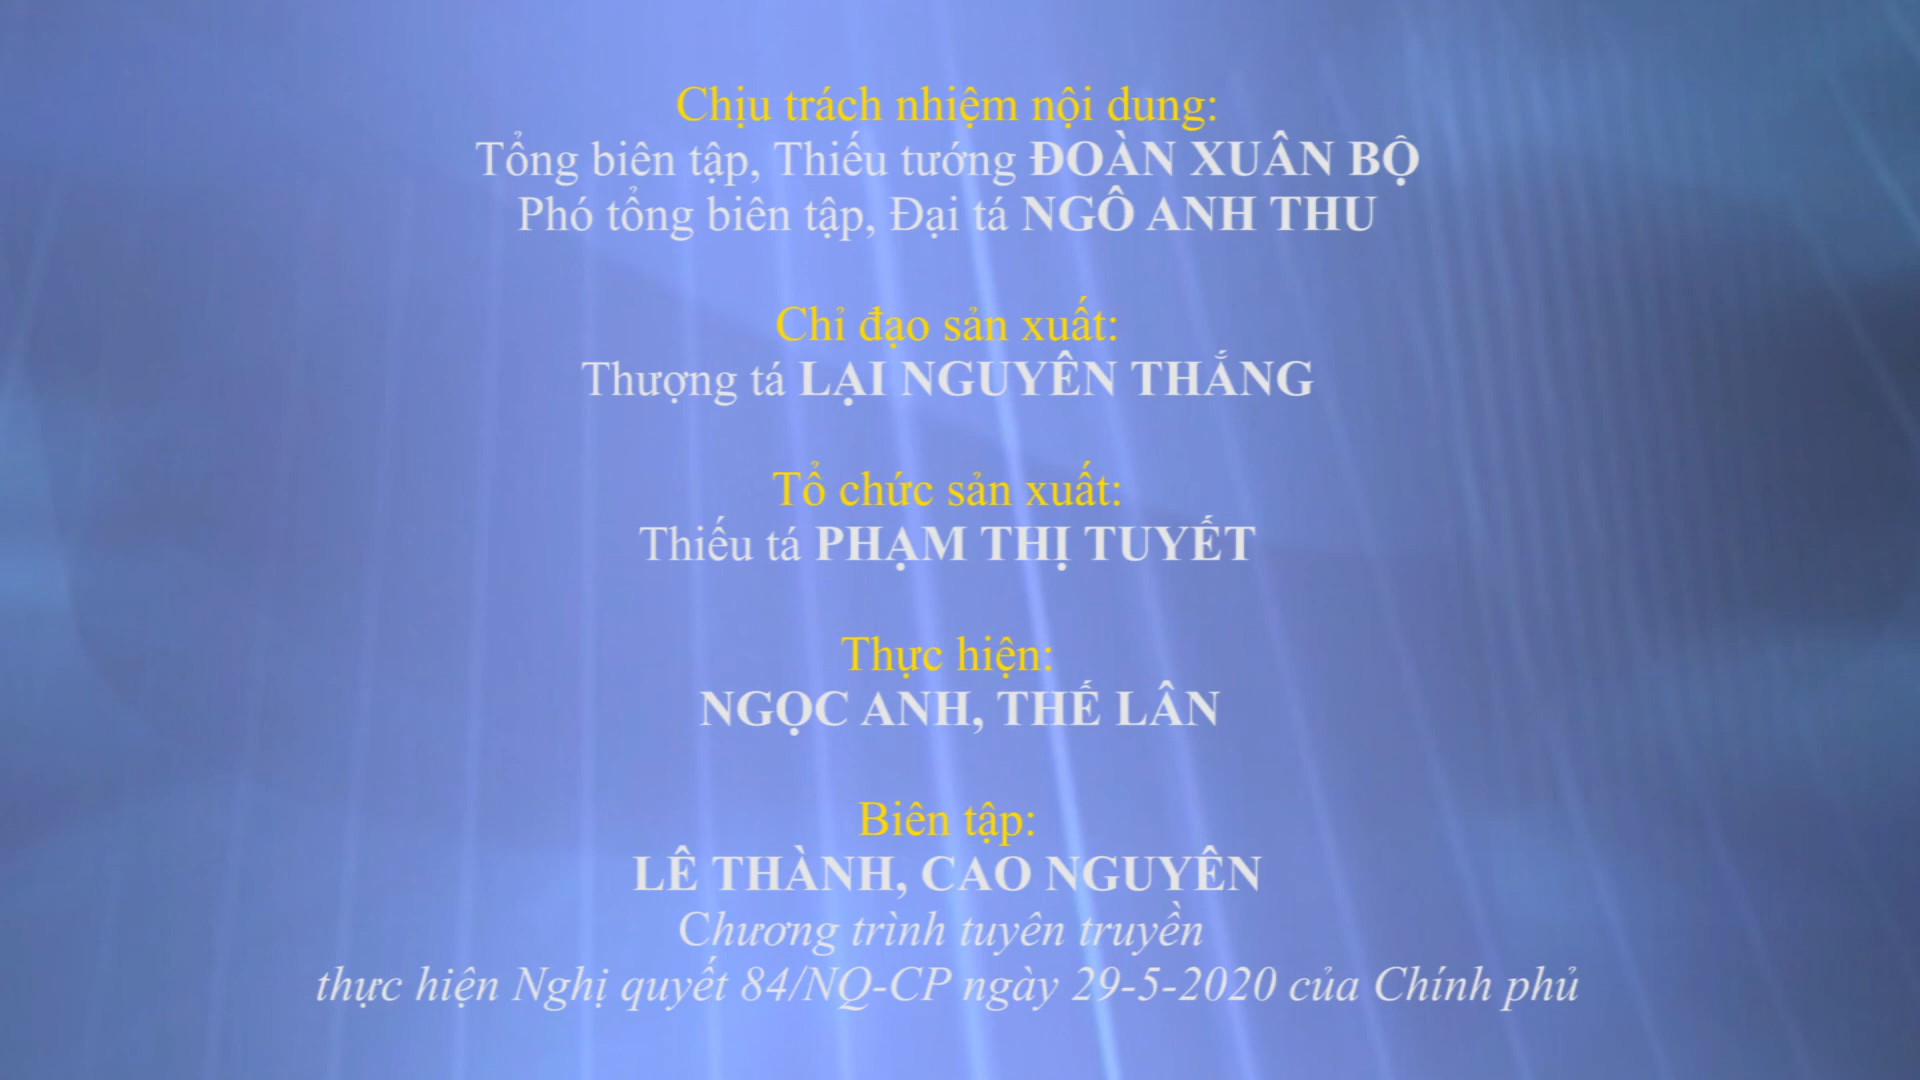 Chịu trách nhiệm nội dung:
Tổng biên tập, Thiếu tướng ĐOÀN XUÂN BỘ
Phó tổng biên tập, Đại tá NGÔ ANH THU
Chỉ đạo sản xuất:
Thượng tá LẠI NGUYÊN THẮNG
Tổ chức sản xuất:
Thiếu tá PHẠM THỊ TUYẾT
Thực hiện:
NGỌC ANH, THẾ LÂN
Biên tập:
LÊ THÀNH, CAO NGUYÊN
Chương trình tuyên truyền
thực hiện Nghị quyết 84/NQ-CP ngày 29-5-2020 của Chính phủ